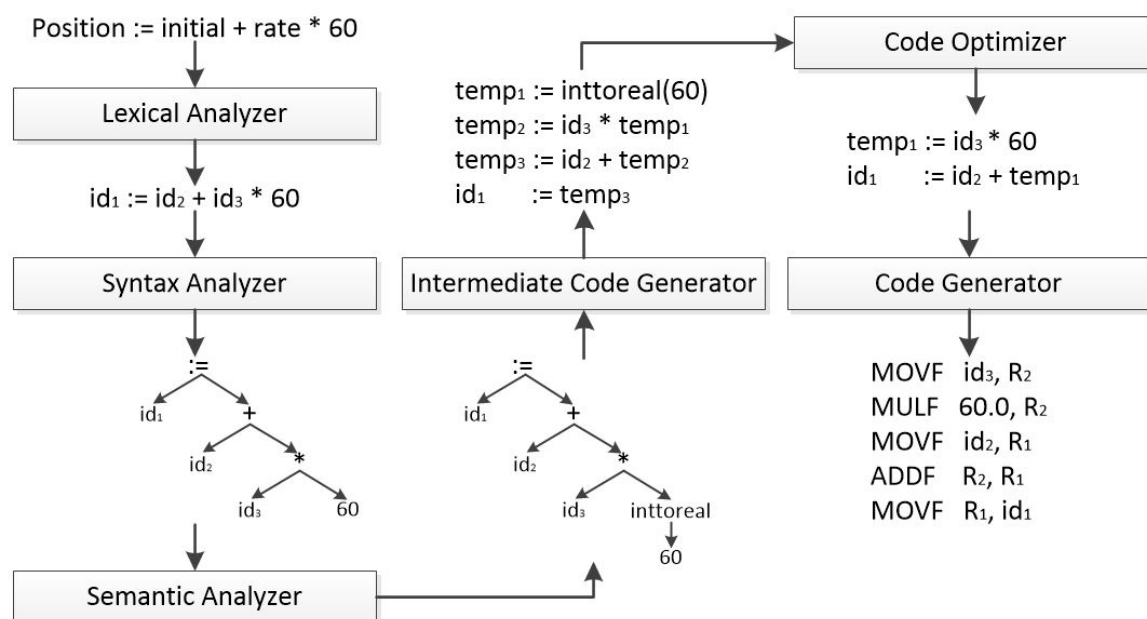 Position := initial + rate * 60
Lexical Analyzer
id₁ := id₂ + id₃ * 60
Syntax Analyzer
:=
id₁ +
id₂ *
id₃ 60
Semantic Analyzer
:=
id₁ +
id₂ *
id₃ inttoreal
60
Intermediate Code Generator
temp₁ := inttoreal(60)
temp₂ := id₃ * temp₁
temp₃ := id₂ + temp₂
id₁ := temp₃
Code Optimizer
temp₁ := id₃ * 60
id₁ := id₂ + temp₁
Code Generator
MOVF id₃, R₂
MULF 60.0, R₂
MOVF id₂, R₁
ADDF R₂, R₁
MOVF R₁, id₁